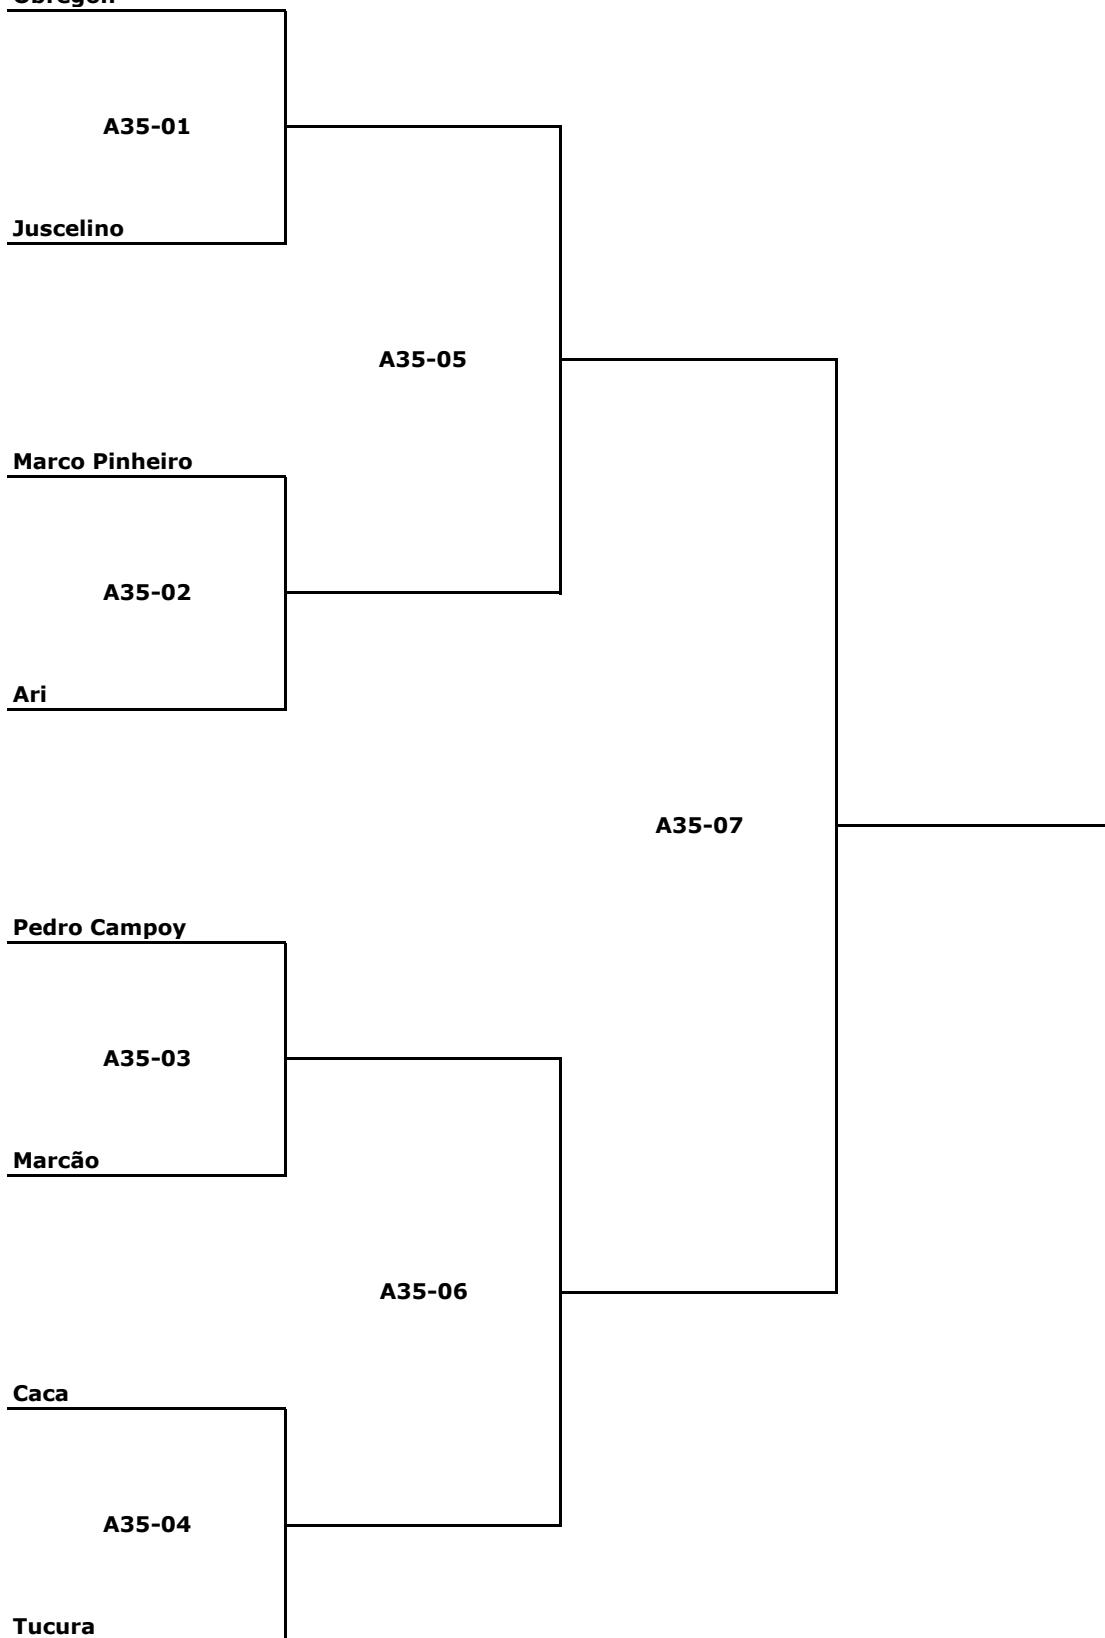 Obregon
A35-01
Juscelino
A35-05
Marco Pinheiro
A35-02
Ari
A35-07
Pedro Campoy
A35-03
Marcão
A35-06
Caca
A35-04
Tucura